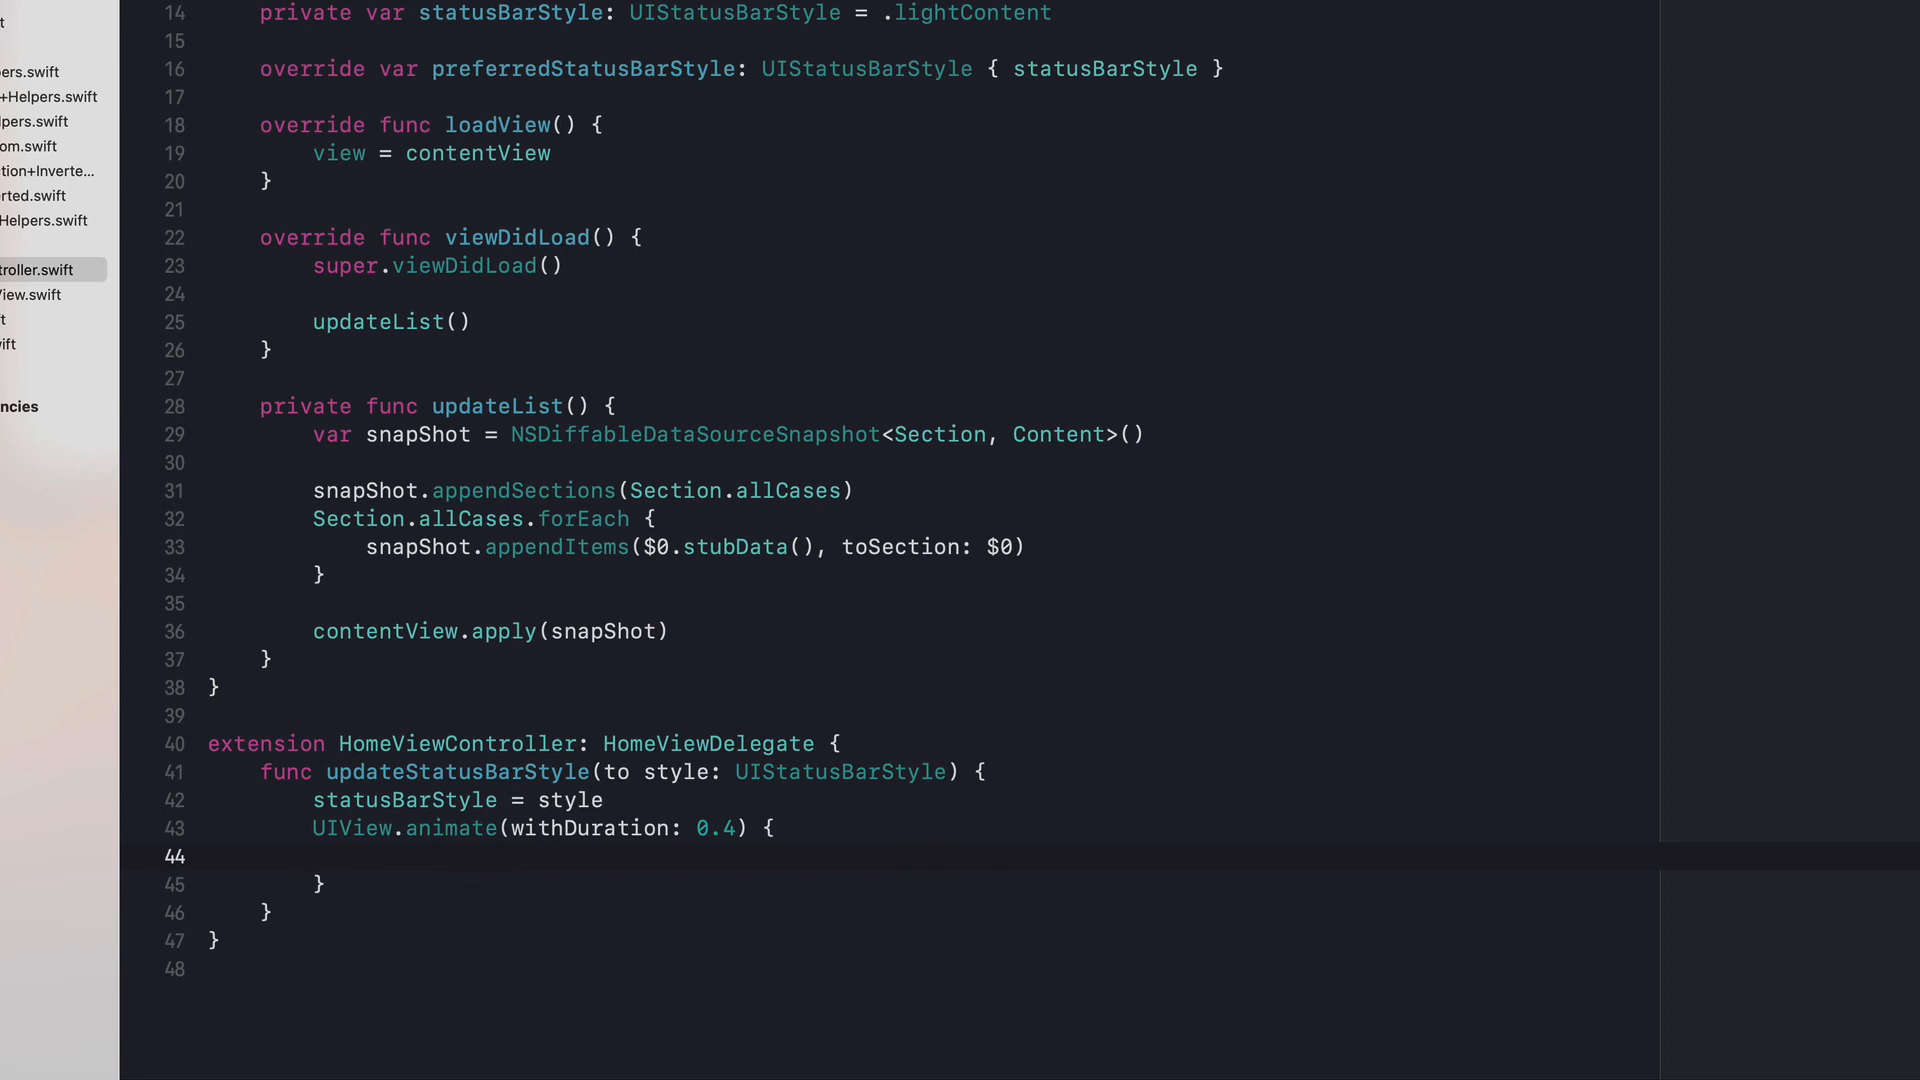 t
ers.swift
+Helpers.swift
lpers.swift
om.swift
ction+Inverte...
erted.swift
Helpers.swift
troller.swift
View.swift
ft
wift
ncies
14 private var statusBarStyle: UIStatusBarStyle = .lightContent
15
16 override var preferredStatusBarStyle: UIStatusBarStyle { statusBarStyle }
17
18 override func loadView() {
19 view = contentView
20 }
21
22 override func viewDidLoad() {
23 super.viewDidLoad()
24
25 updateList()
26 }
27
28 private func updateList() {
29 var snapShot = NSDiffableDataSourceSnapshot<Section, Content>()
30
31 snapShot.appendSections(Section.allCases)
32 Section.allCases.forEach {
33 snapShot.appendItems($0.stubData(), toSection: $0)
34 }
35
36 contentView.apply(snapShot)
37 }
38 }
39
40 extension HomeViewController: HomeViewDelegate {
41 func updateStatusBarStyle(to style: UIStatusBarStyle) {
42 statusBarStyle = style
43 UIView.animate(withDuration: 0.4) {
44
45 }
46 }
47 }
48